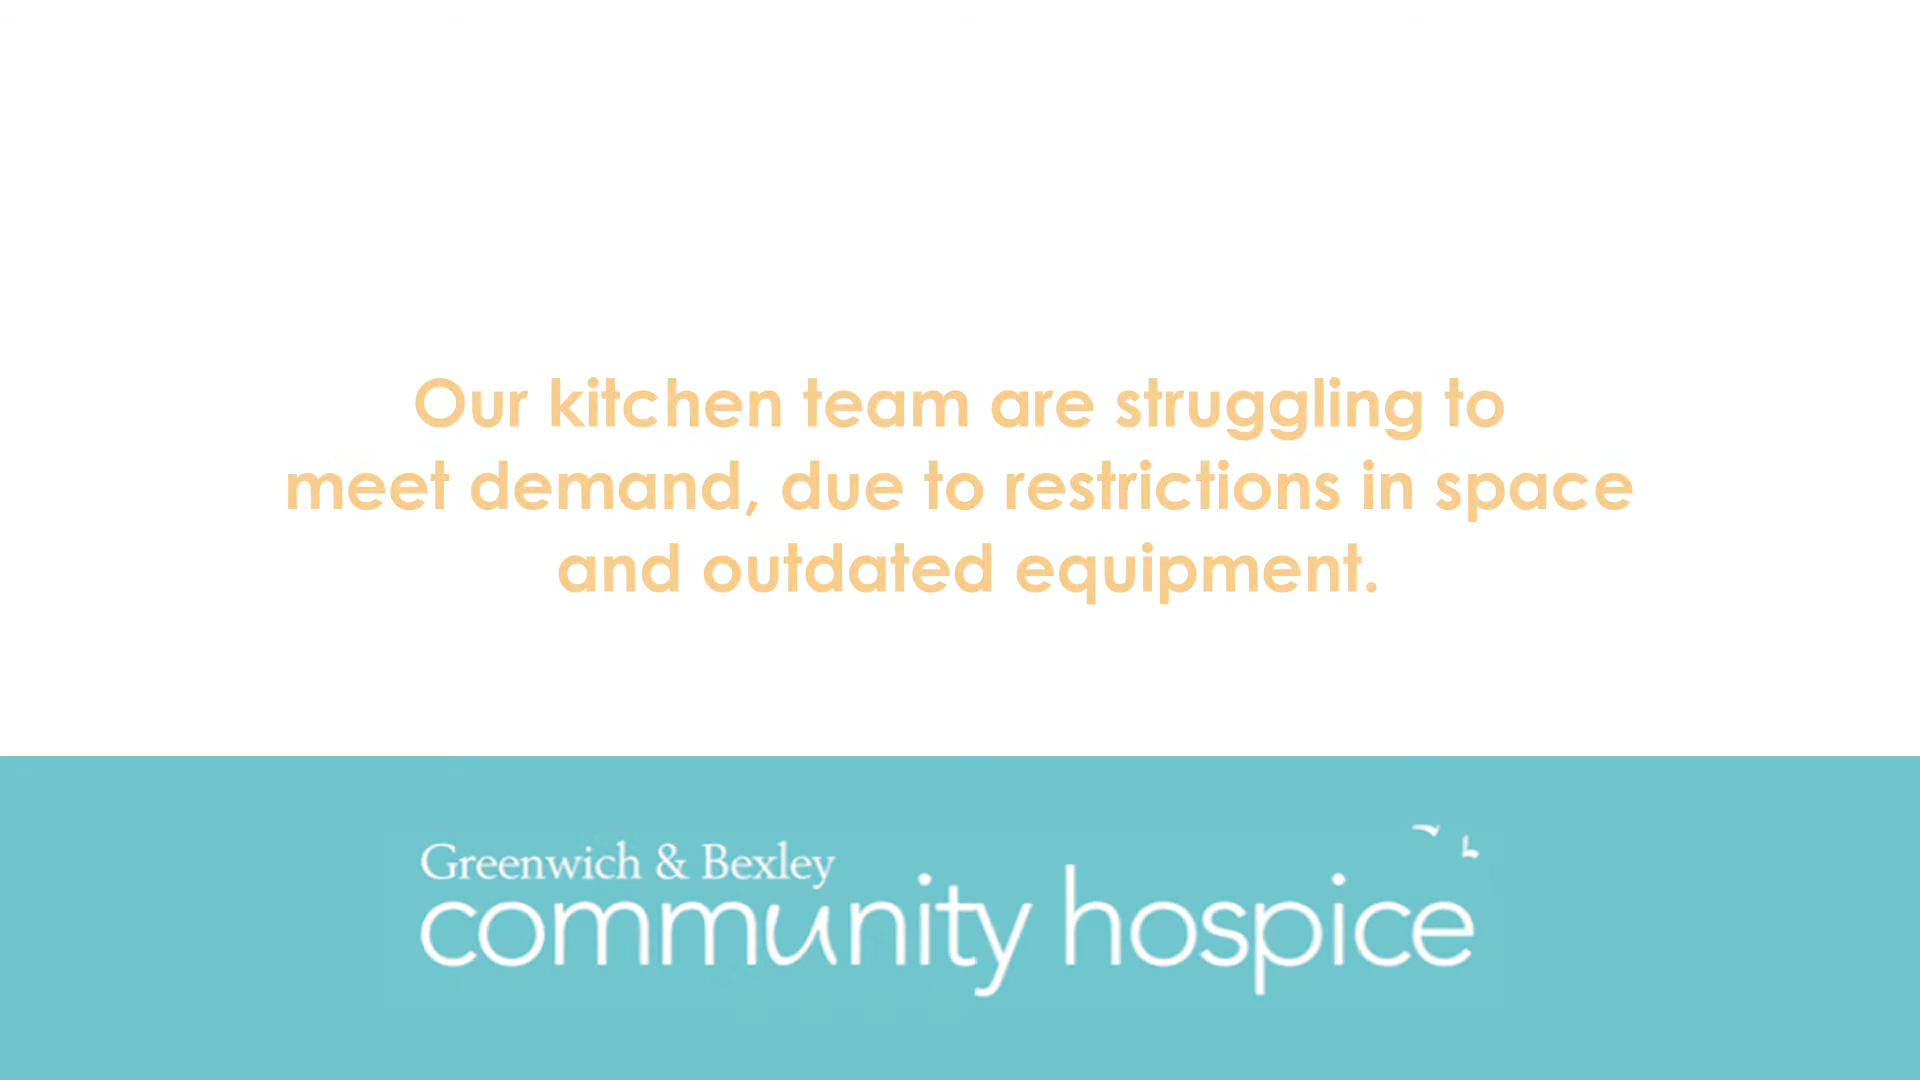 Our kitchen team are struggling to
meet demand, due to restrictions in space
and outdated equipment.
Greenwich & Bexley
community hospice